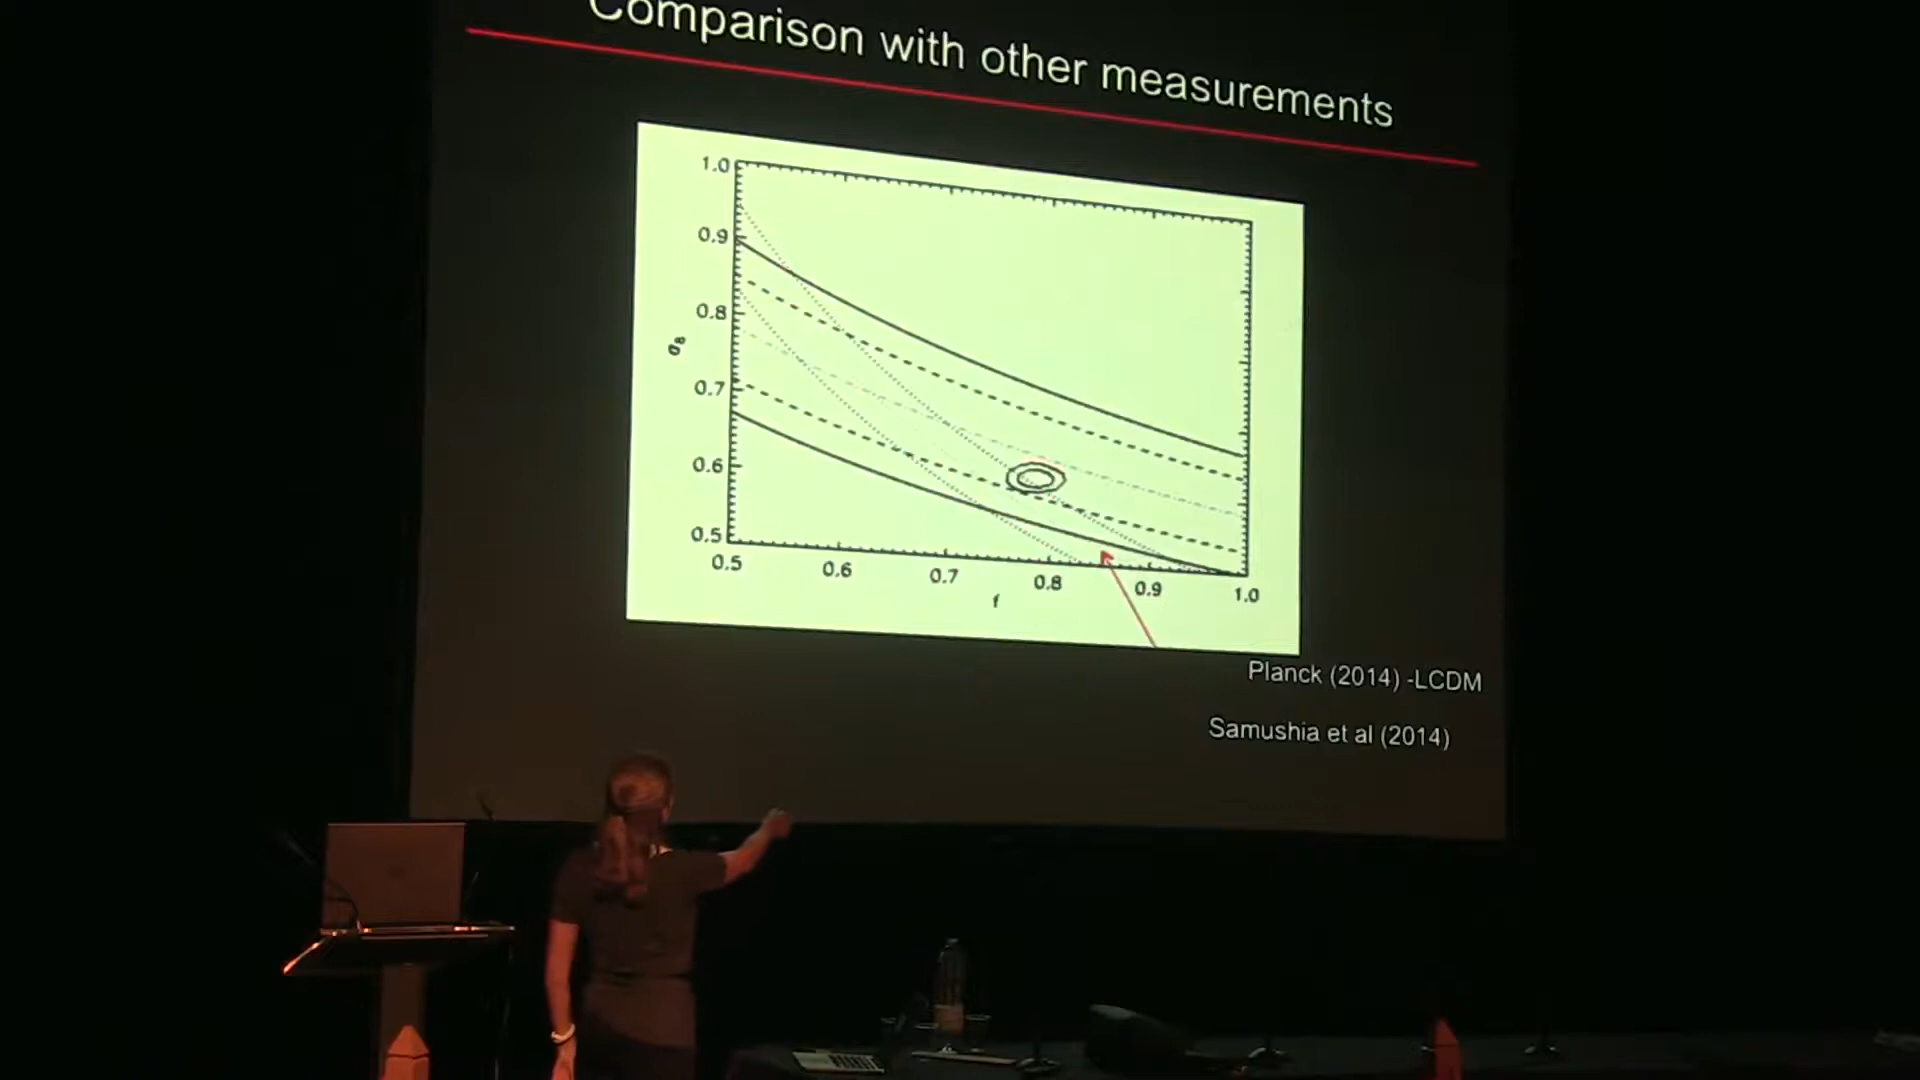 Comparison with other measurements
1.0
0.9
0.8
σ8
0.7
0.6
0.5
0.5 0.6 0.7 0.8 0.9 1.0
f
Planck (2014) -LCDM
Samushia et al (2014)